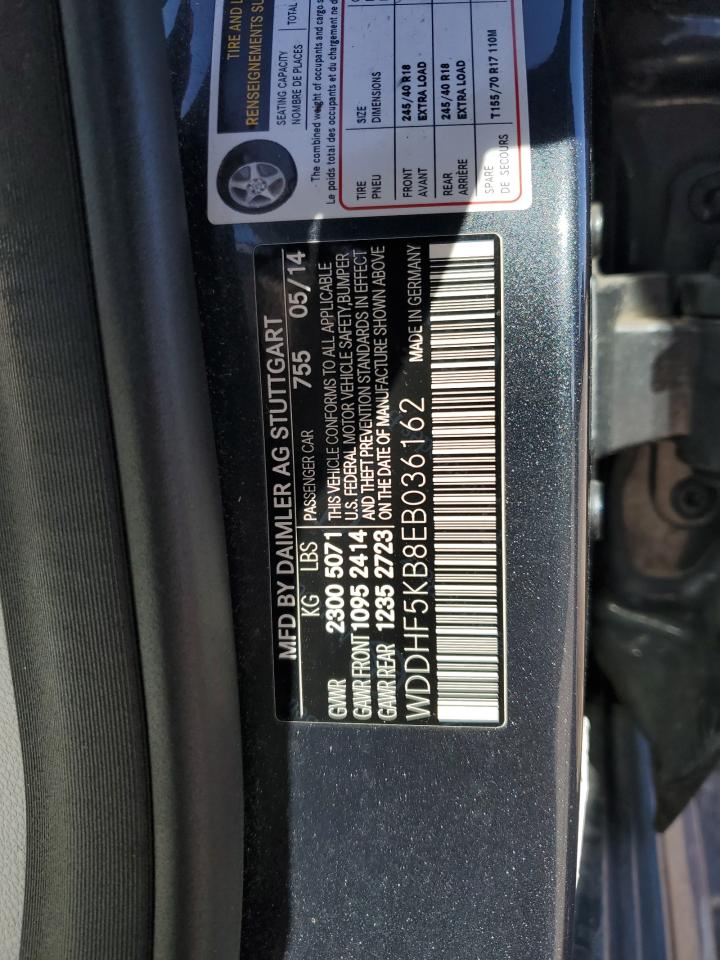 MFD BY DAIMLER AG STUTTGART
KG LBS PASSENGER CAR 755 05/14
GVWR 2300 5071
GAWR FRONT 1095 2414
GAWR REAR 1235 2723
THIS VEHICLE CONFORMS TO ALL APPLICABLE
U.S. FEDERAL MOTOR VEHICLE SAFETY, BUMPER
AND THEFT PREVENTION STANDARDS IN EFFECT
ON THE DATE OF MANUFACTURE SHOWN ABOVE
WDDHF5KB8EB036162 MADE IN GERMANY
TIRE AND
RENSEIGNEMENTS
SEATING CAPACITY TOTAL
NOMBRE DE PLACES
The combined weight of occupants and cargo
Le poids total des occupants et du chargement ne
TIRE SIZE
PNEU DIMENSIONS
FRONT 245/40 R18
AVANT EXTRA LOAD
REAR 245/40 R18
ARRIÈRE EXTRA LOAD
SPARE T155/70 R17 110M
DE SECOURS